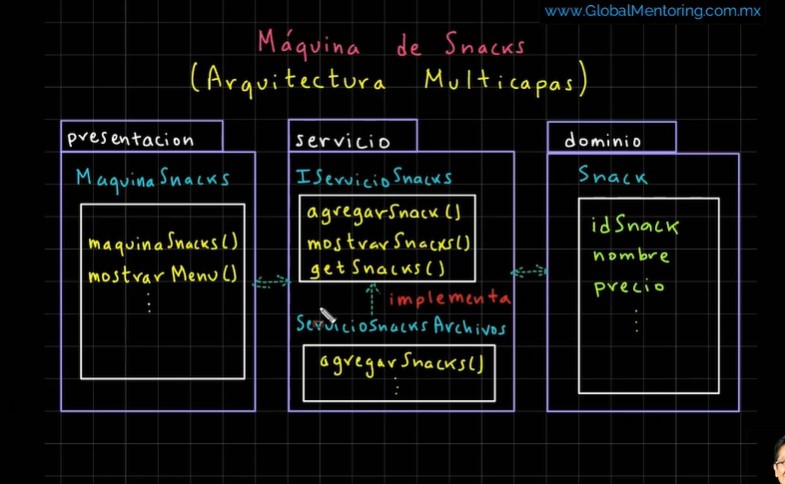 www.GlobalMentoring.com.mx
Máquina de Snacks
(Arquitectura Multicapas)
presentacion
MaquinaSnacks
maquinaSnacks()
mostrarMenu()
⋮
servicio
IServicioSnacks
agregarSnack()
mostrarSnacks()
getSnacks()
implementa
ServicioSnacksArchivos
agregarSnacks()
⋮
dominio
Snack
idSnack
nombre
precio
⋮